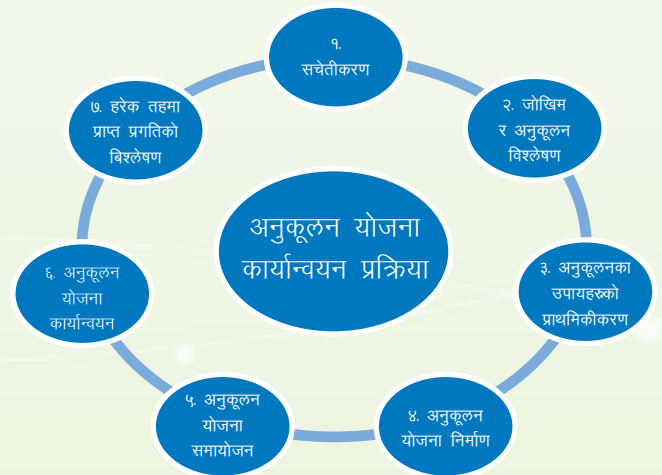 १.
सचेतीकरण
२. जोखिम
र अनुकूलन
विश्लेषण
३. अनुकूलनका
उपायहरूको
प्राथमिकीकरण
४. अनुकूलन
योजना निर्माण
५. अनुकूलन
योजना
समायोजन
६. अनुकूलन
योजना
कार्यान्वयन
७. हरेक तहमा
प्राप्त प्रगतिको
बिश्लेषण
अनुकूलन योजना
कार्यान्वयन प्रक्रिया